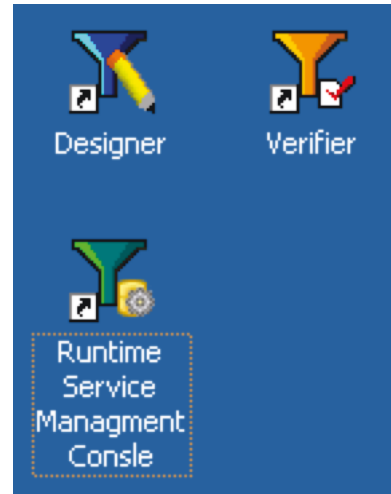 Designer
Verifier
Runtime
Service
Managment
Consle